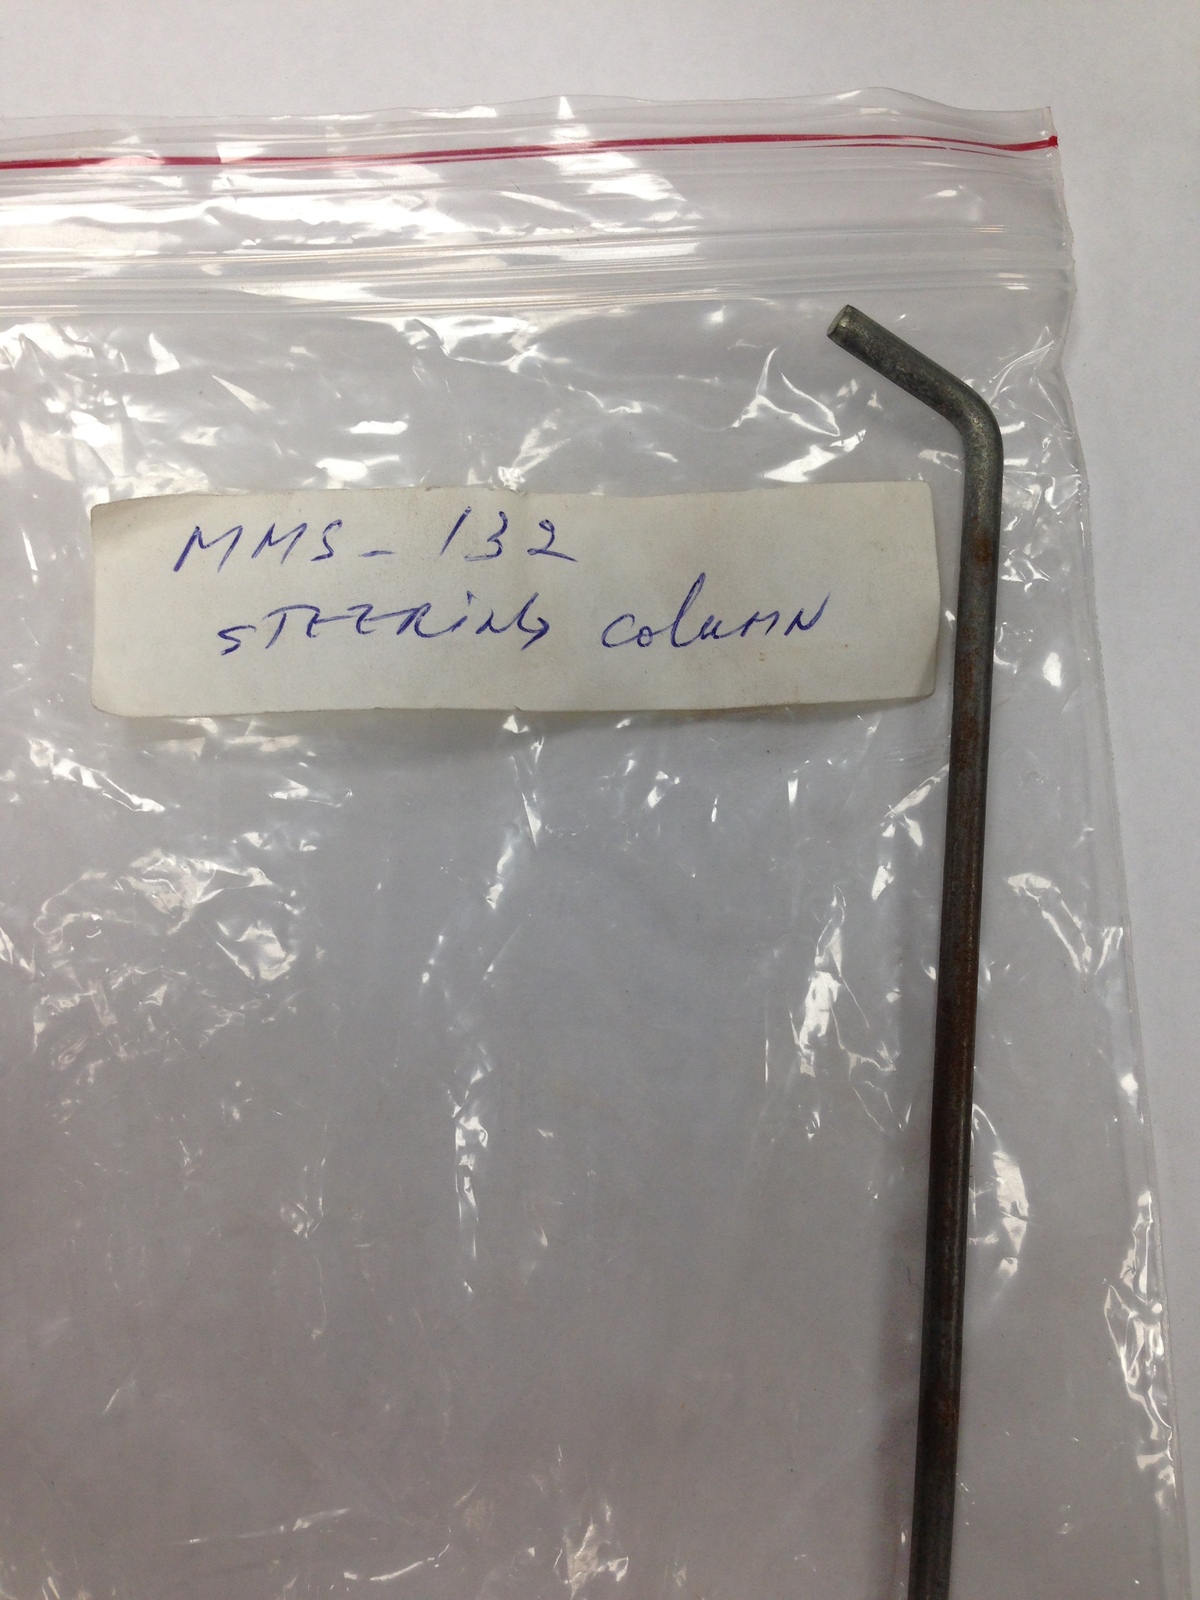 MMS - 132
STEERING COLUMN